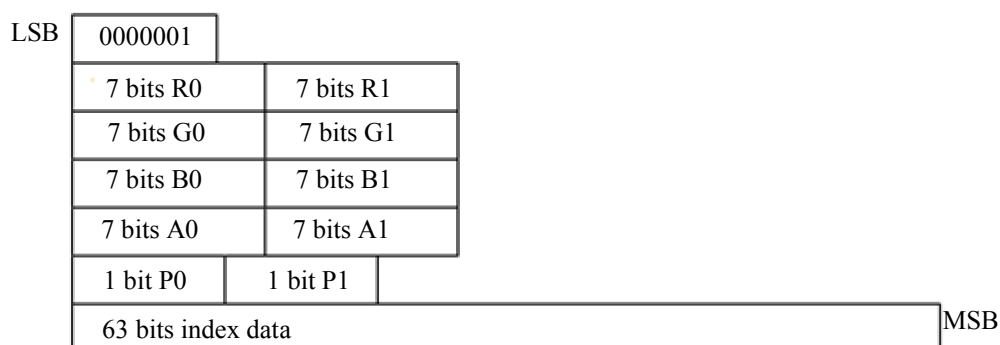 LSB 0000001
7 bits R0 7 bits R1
7 bits G0 7 bits G1
7 bits B0 7 bits B1
7 bits A0 7 bits A1
1 bit P0 1 bit P1
63 bits index data MSB